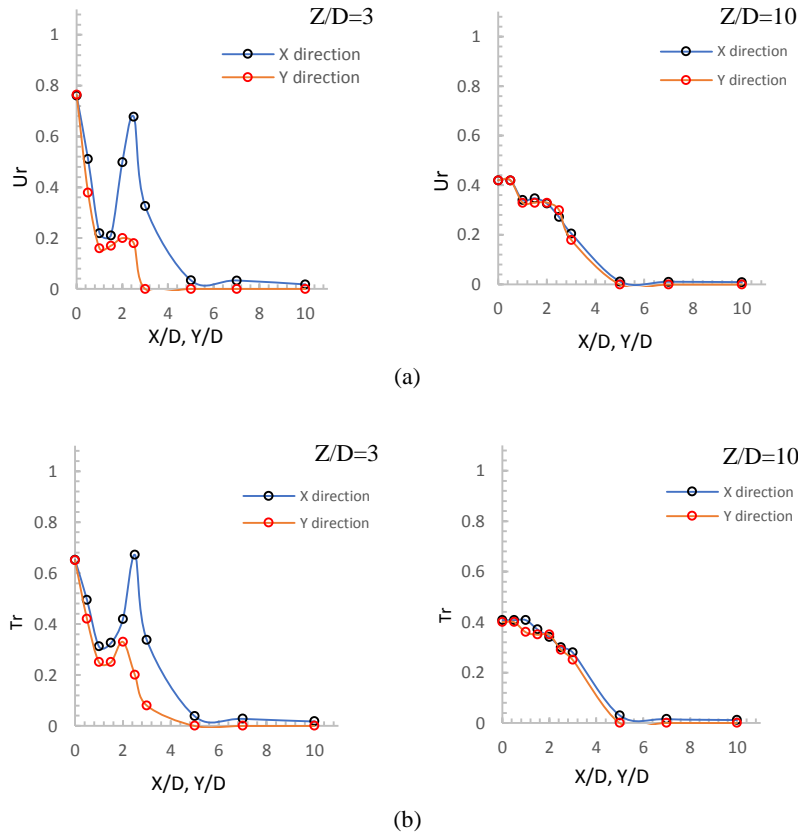 Z/D=3
1
0.8
0.6
0.4
0.2
0
Ur
0 2 4 6 8 10
X/D, Y/D
X direction
Y direction
Z/D=10
1
0.8
0.6
0.4
0.2
0
Ur
0 2 4 6 8 10
X/D, Y/D
X direction
Y direction
(a)
Z/D=3
1
0.8
0.6
0.4
0.2
0
Tr
0 2 4 6 8 10
X/D, Y/D
X direction
Y direction
Z/D=10
1
0.8
0.6
0.4
0.2
0
Tr
0 2 4 6 8 10
X/D, Y/D
X direction
Y direction
(b)